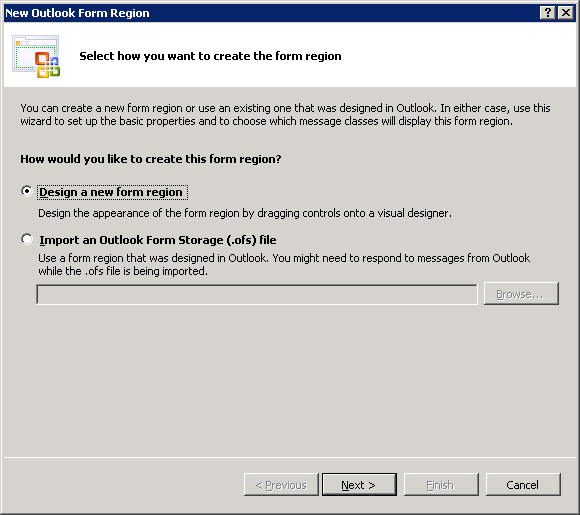 New Outlook Form Region
Select how you want to create the form region
You can create a new form region or use an existing one that was designed in Outlook. In either case, use this
wizard to set up the basic properties and to choose which message classes will display this form region.
How would you like to create this form region?
Design a new form region
Design the appearance of the form region by dragging controls onto a visual designer.
Import an Outlook Form Storage (.ofs) file
Use a form region that was designed in Outlook. You might need to respond to messages from Outlook
while the .ofs file is being imported.
Browse...
< Previous Next > Finish Cancel